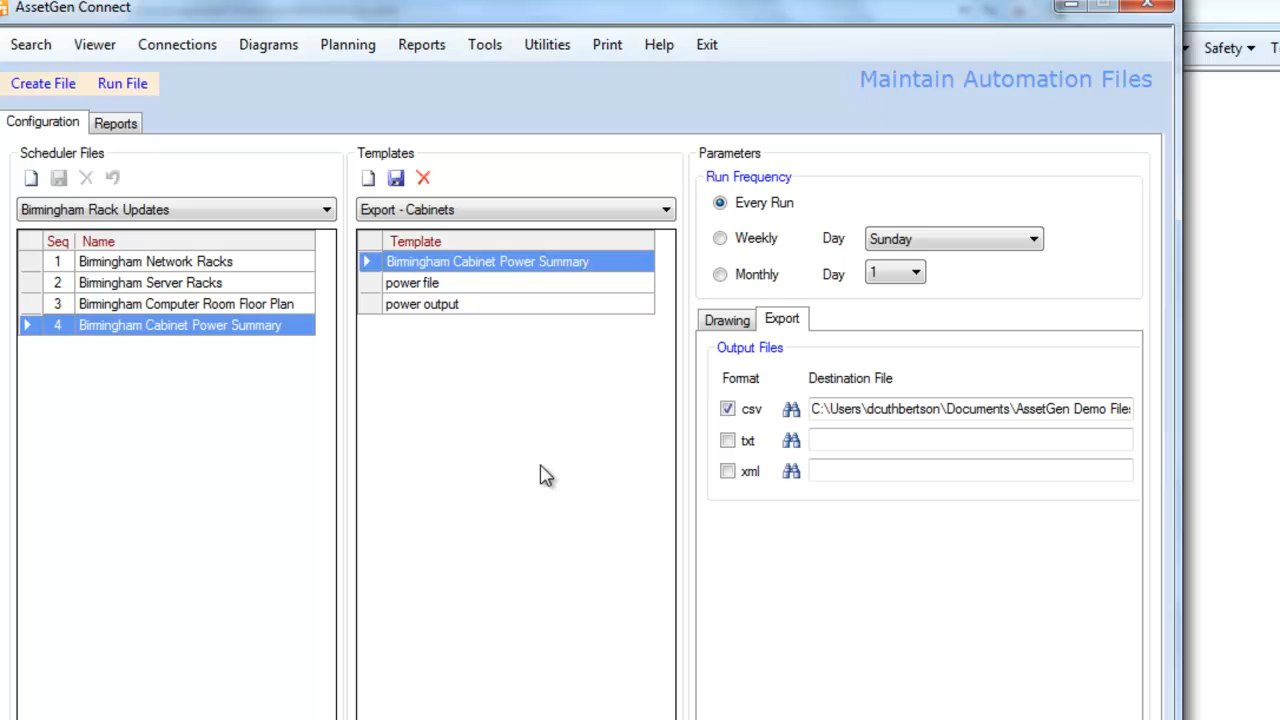 AssetGen Connect
Search Viewer Connections Diagrams Planning Reports Tools Utilities Print Help Exit
Safety
Create File Run File
Maintain Automation Files
Configuration Reports
Scheduler Files
Birmingham Rack Updates
Seq Name
1 Birmingham Network Racks
2 Birmingham Server Racks
3 Birmingham Computer Room Floor Plan
4 Birmingham Cabinet Power Summary
Templates
Export - Cabinets
Template
Birmingham Cabinet Power Summary
power file
power output
Parameters
Run Frequency
Every Run
Weekly Day Sunday
Monthly Day 1
Drawing Export
Output Files
Format Destination File
csv C:\Users\dcuthbertson\Documents\AssetGen Demo Files
txt
xml